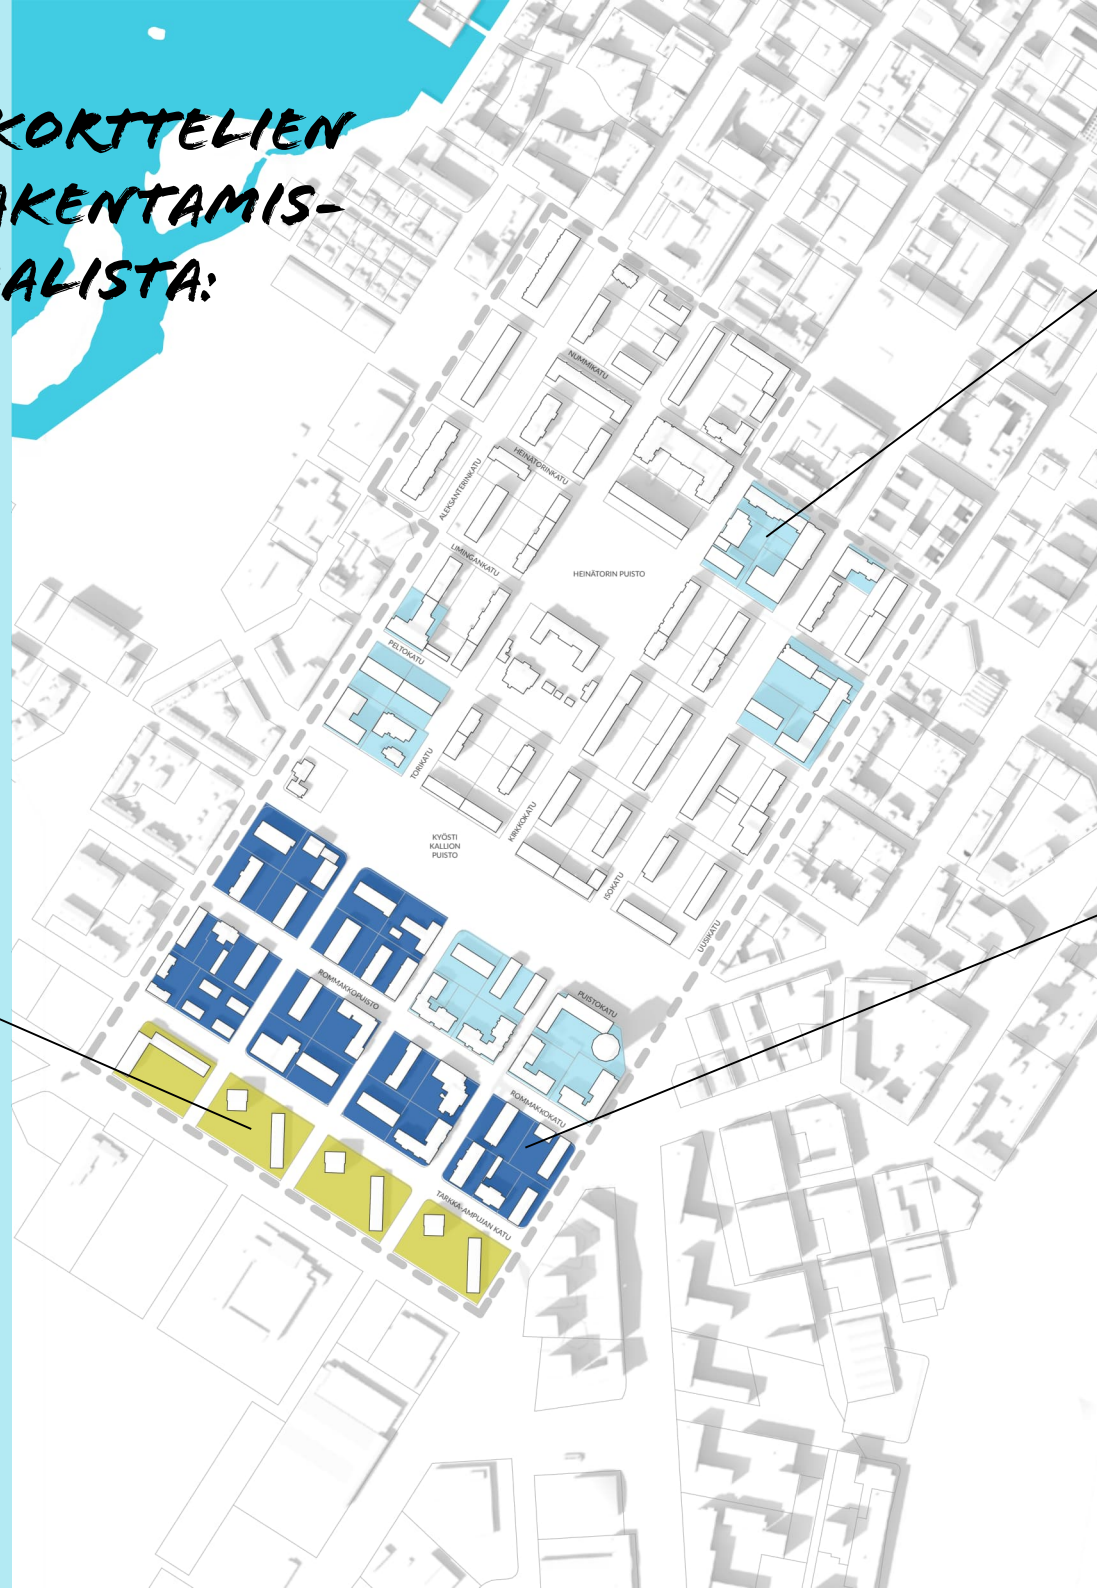 KORTTELIEN
AKENTAMIS-
ALISTA:
NUMMIKATU
HEINÄTORINKATU
ALEKSANTERINKATU
LIMINGANKATU
HEINÄTORIN PUISTO
PELTOKATU
TORIKATU
KIRKKOKATU
KYÖSTI
KALLION
PUISTO
ISOKATU
UUSIKATU
ROMMAKKOPUISTO
PUISTOKATU
ROMMAKKOKATU
TARKKA-AMPUJAN KATU